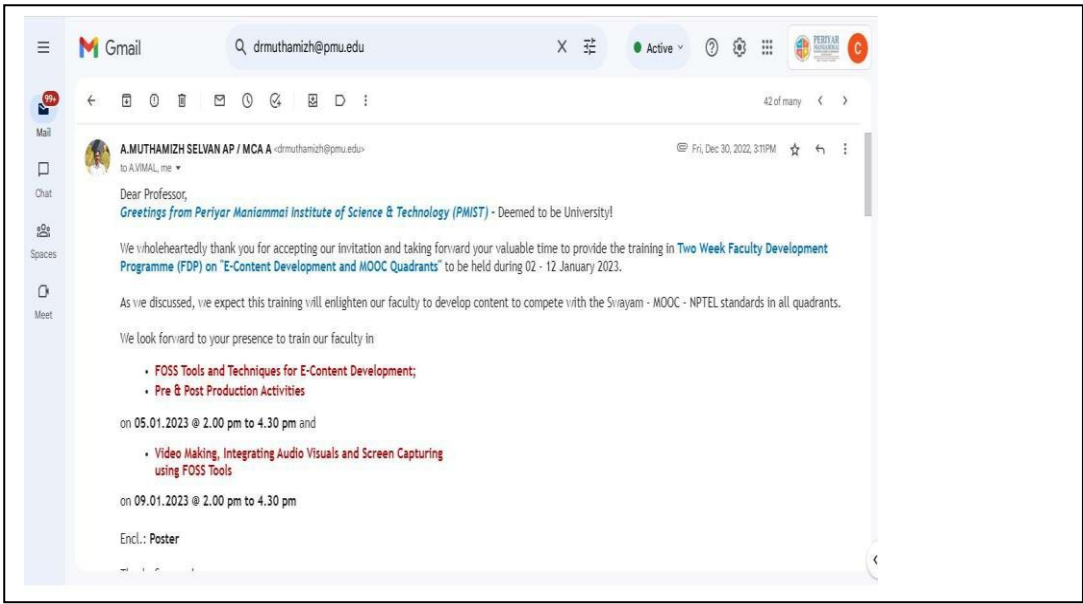 Gmail
drmuthamizh@pmu.edu
Active
PERIYAR
MANIAMMAI
C
99+
Mail
42 of many
A.MUTHAMIZH SELVAN AP / MCA A <drmuthamizh@pmu.edu>
Fri, Dec 30, 2022, 3:11 PM
to A.VIMAL, me
Chat
Dear Professor,
Greetings from Periyar Maniammai Institute of Science & Technology (PMIST) - Deemed to be University!
Spaces
We wholeheartedly thank you for accepting our invitation and taking forward your valuable time to provide the training in Two Week Faculty Development
Programme (FDP) on "E-Content Development and MOOC Quadrants" to be held during 02 - 12 January 2023.
Meet
As we discussed, we expect this training will enlighten our faculty to develop content to compete with the Swayam - MOOC - NPTEL standards in all quadrants.
We look forward to your presence to train our faculty in
• FOSS Tools and Techniques for E-Content Development;
• Pre & Post Production Activities
on 05.01.2023 @ 2.00 pm to 4.30 pm and
• Video Making, Integrating Audio Visuals and Screen Capturing
using FOSS Tools
on 09.01.2023 @ 2.00 pm to 4.30 pm
Encl.: Poster